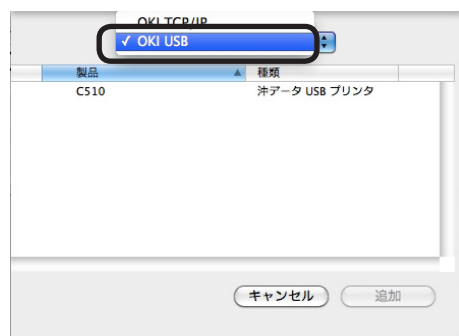 OKI TCP/IP
✓ OKI USB
製品 種類
C510 沖データ USB プリンタ
キャンセル 追加